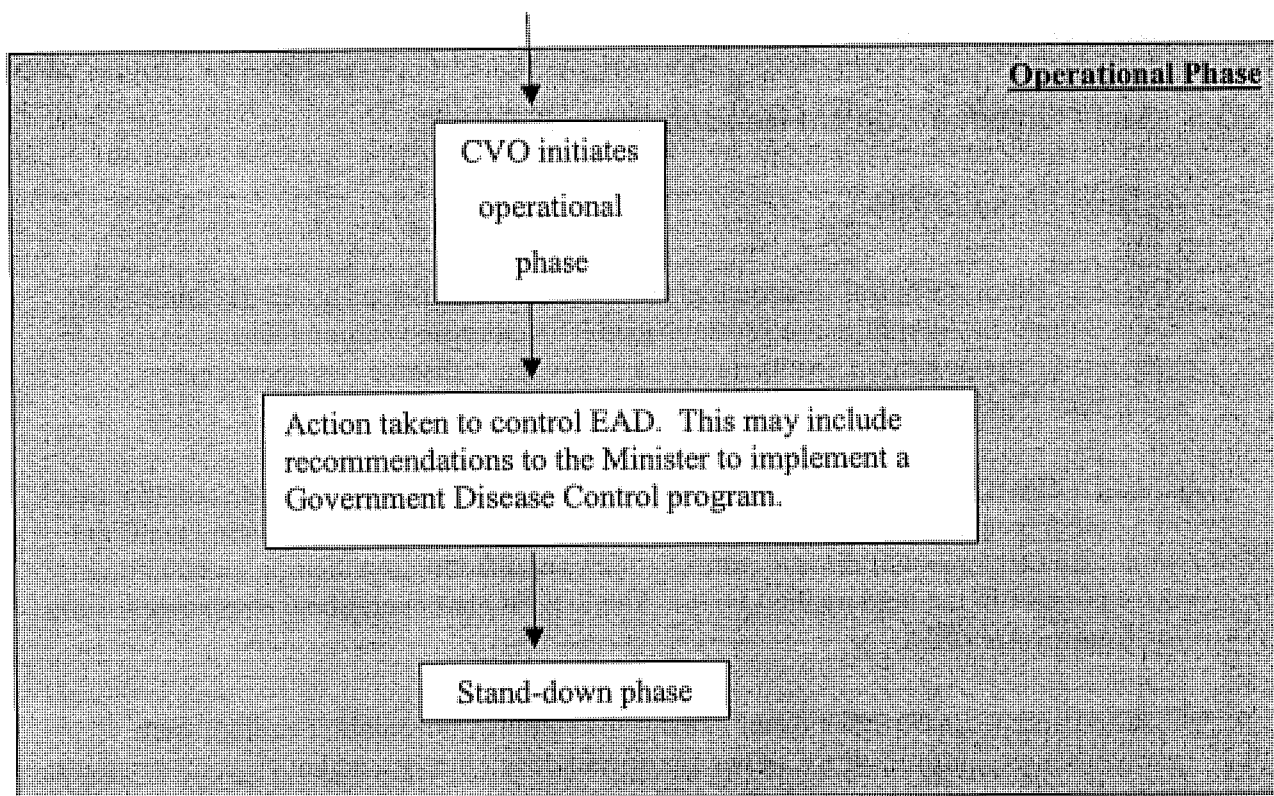 Operational Phase
CVO initiates
operational
phase
Action taken to control EAD.  This may include
recommendations to the Minister to implement a
Government Disease Control program.
Stand-down phase